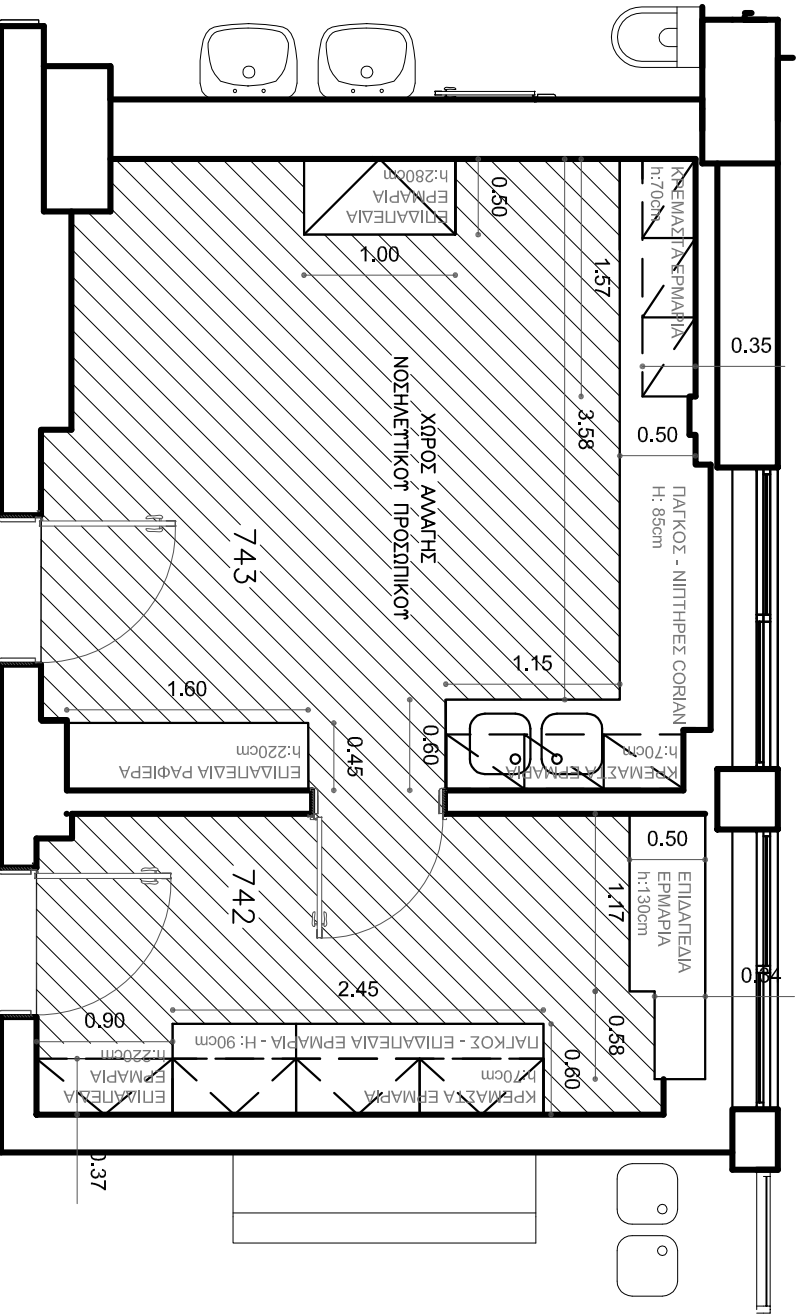 ΚΡΕΜΑΣΤΑ ΕΡΜΑΡΙΑ
h:70cm
0.35
0.50
ΕΠΙΔΑΠΕΔΙΑ
ΕΡΜΑΡΙΑ
h:280cm
0.50
1.00
1.57
3.58
ΧΩΡΟΣ ΑΛΛΑΓΗΣ
ΝΟΣΗΛΕΥΤΙΚΟΥ ΠΡΟΣΩΠΙΚΟΥ
743
ΠΑΓΚΟΣ - ΝΙΠΤΗΡΕΣ CORIAN
H: 85cm
1.15
1.60
0.60
0.45
ΚΡΕΜΑΣΤΑ ΕΡΜΑΡΙΑ
h:70cm
ΕΠΙΔΑΠΕΔΙΑ ΡΑΦΙΕΡΑ
h:220cm
742
0.50
ΕΠΙΔΑΠΕΔΙΑ
ΕΡΜΑΡΙΑ
h:130cm
1.17
0.34
0.58
2.45
0.90
0.60
ΠΑΓΚΟΣ - ΕΠΙΔΑΠΕΔΙΑ ΕΡΜΑΡΙΑ - H: 90cm
ΚΡΕΜΑΣΤΑ ΕΡΜΑΡΙΑ
h:70cm
ΕΠΙΔΑΠΕΔΙΑ
ΕΡΜΑΡΙΑ
h:220cm
0.37